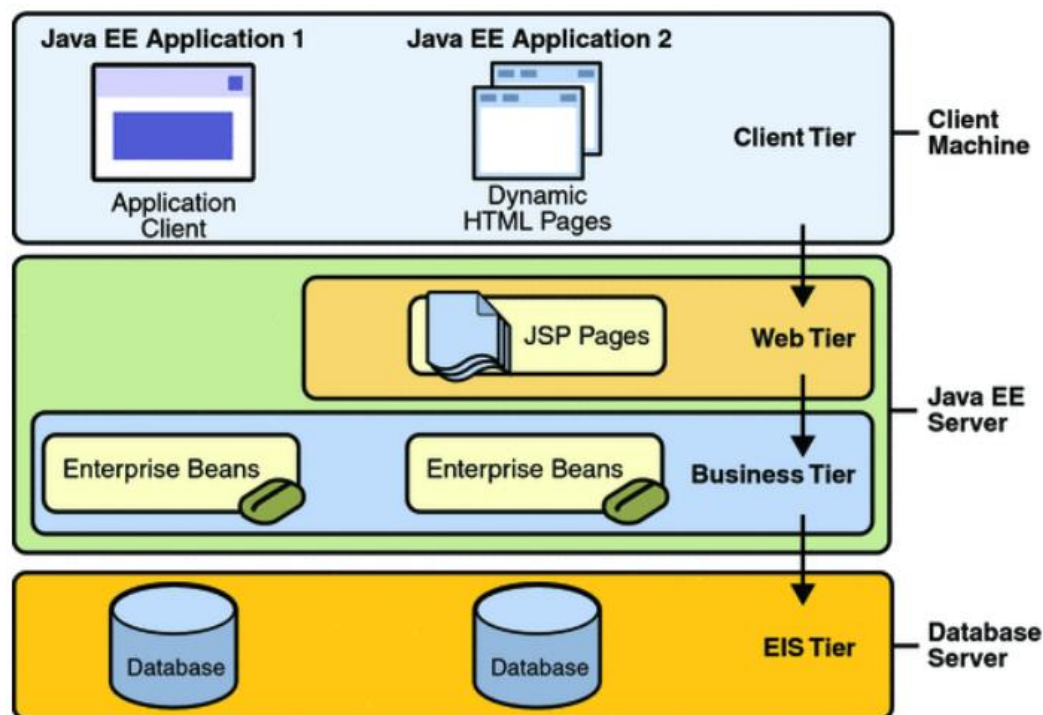 Java EE Application 1
Java EE Application 2
Application
Client
Dynamic
HTML Pages
Client Tier
Client
Machine
JSP Pages
Web Tier
Java EE
Server
Enterprise Beans
Enterprise Beans
Business Tier
Database
Database
EIS Tier
Database
Server